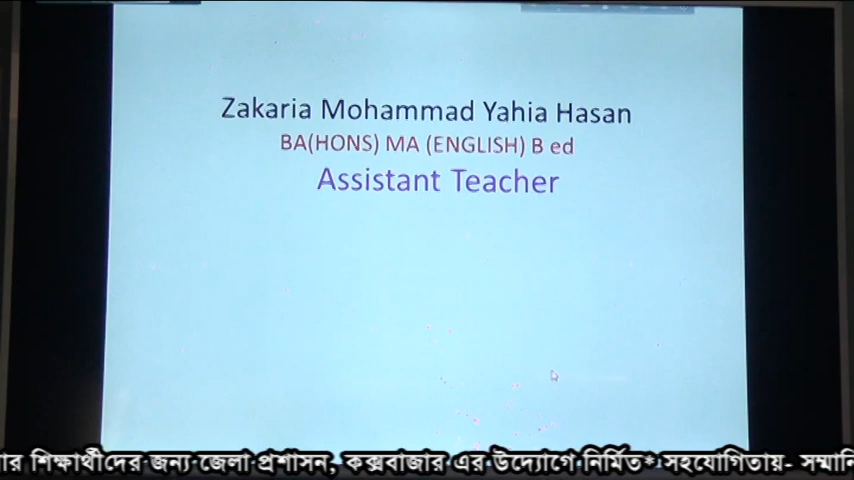 Zakaria Mohammad Yahia Hasan
BA(HONS) MA (ENGLISH) B ed
Assistant Teacher
শিক্ষার্থীদের জন্য জেলা প্রশাসন, কক্সবাজার এর উদ্যোগে নির্মিত* সহযোগিতায়-